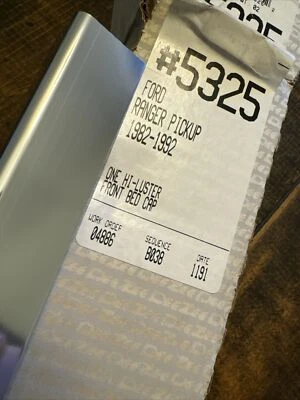 #5325
FORD
RANGER PICKUP
1982-1992
ONE HI-LUSTER
FRONT BED CAP
WORK ORDER SEQUENCE DATE
04886 B038 1191